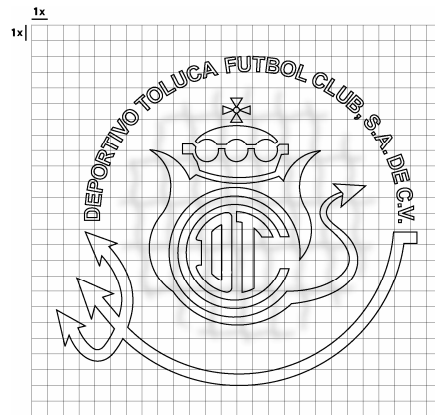 1x
1x
DEPORTIVO TOLUCA FUTBOL CLUB, S.A. DE C.V.
DTC